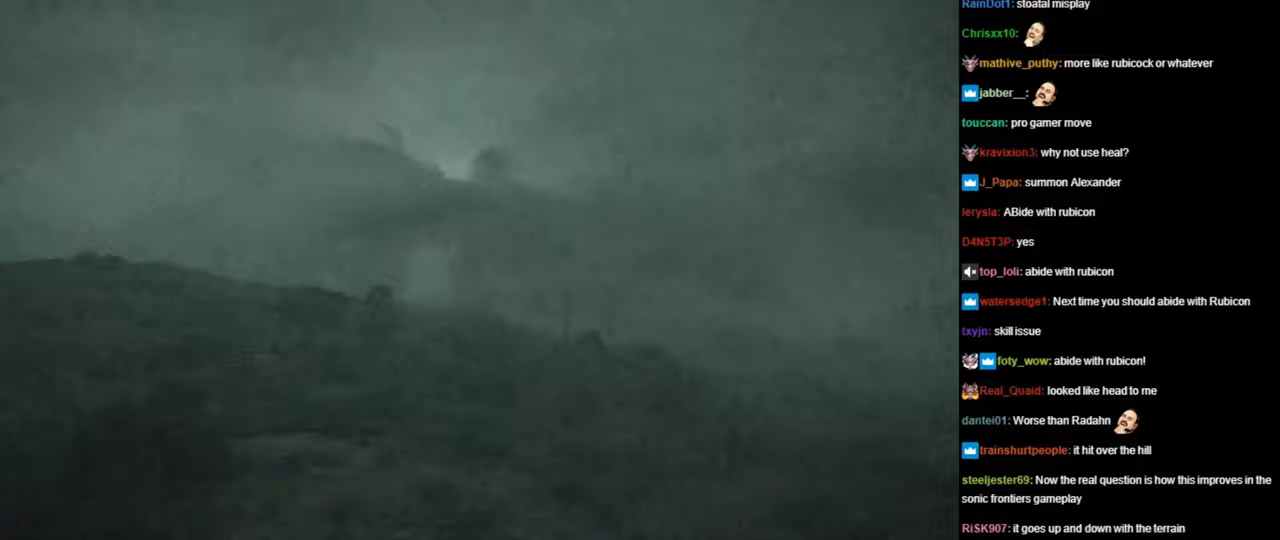 RainDot1: stoatal misplay
Chrisxx10:
mathive_puthy: more like rubicock or whatever
jabber__:
touccan: pro gamer move
kravixion3: why not use heal?
J_Papa: summon Alexander
lerysia: ABide with rubicon
D4N5T3P: yes
top_loli: abide with rubicon
watersedge1: Next time you should abide with Rubicon
txyjn: skill issue
foty_wow: abide with rubicon!
Real_Quaid: looked like head to me
dantei01: Worse than Radahn
trainshurtpeople: it hit over the hill
steeljester69: Now the real question is how this improves in the
sonic frontiers gameplay
RiSK907: it goes up and down with the terrain